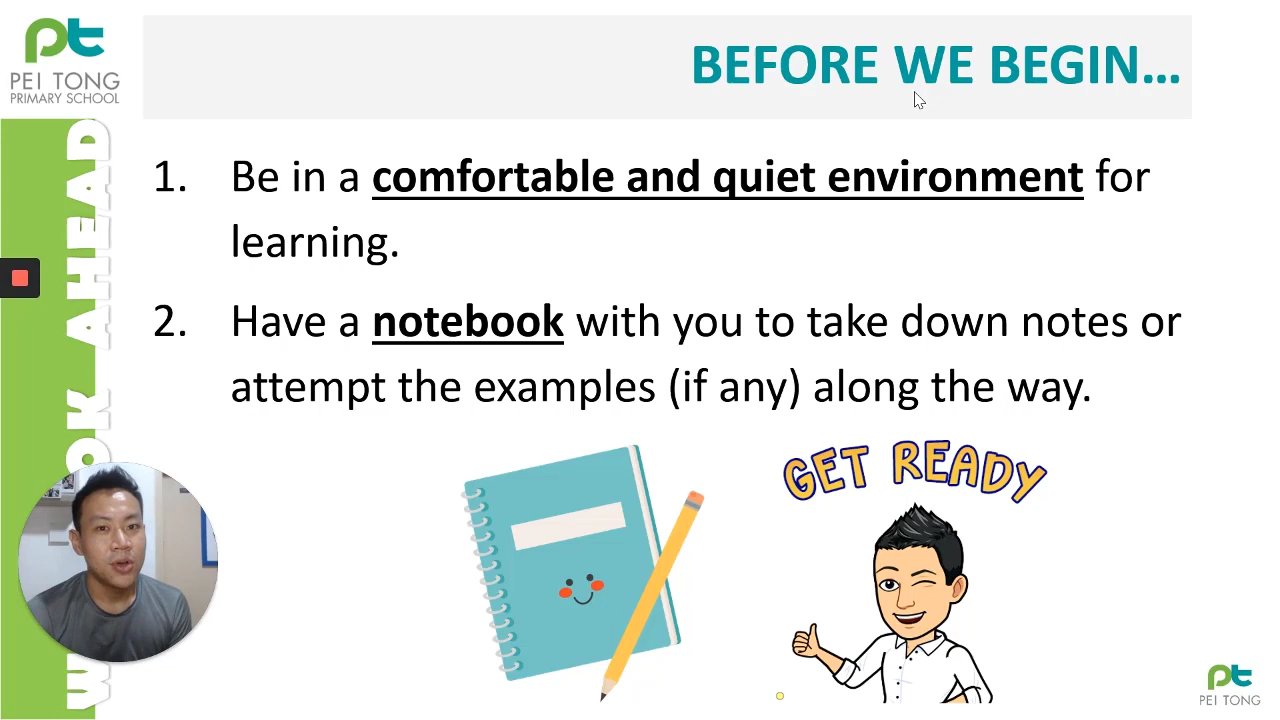 PEI TONG
PRIMARY SCHOOL
BEFORE WE BEGIN...
1. Be in a comfortable and quiet environment for
learning.
2. Have a notebook with you to take down notes or
attempt the examples (if any) along the way.
GET READY
AHEAD
PEI TONG